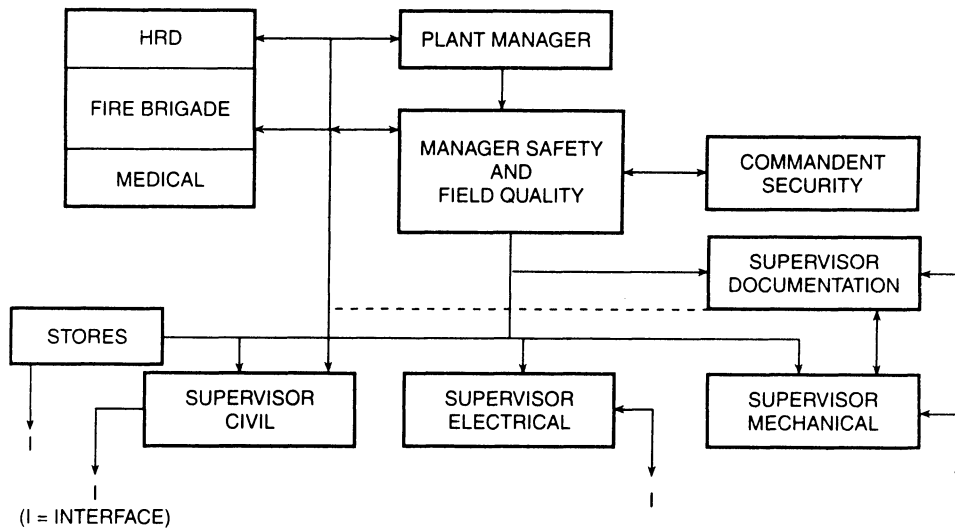 HRD
PLANT MANAGER
FIRE BRIGADE
MANAGER SAFETY
AND
FIELD QUALITY
MEDICAL
COMMANDENT
SECURITY
SUPERVISOR
DOCUMENTATION
STORES
SUPERVISOR
CIVIL
SUPERVISOR
ELECTRICAL
SUPERVISOR
MECHANICAL
I
I
I
(I = INTERFACE)